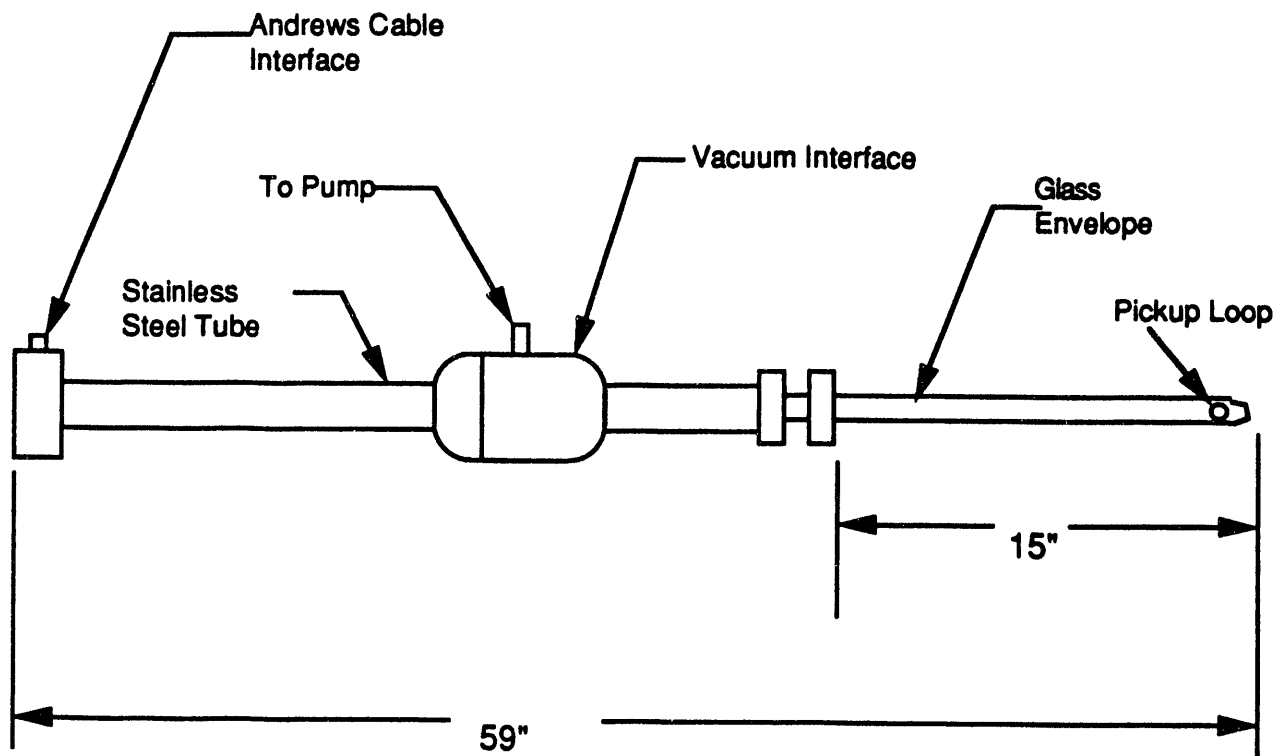 Andrews Cable
Interface
Vacuum Interface
To Pump
Glass
Envelope
Stainless
Steel Tube
Pickup Loop
15"
59"